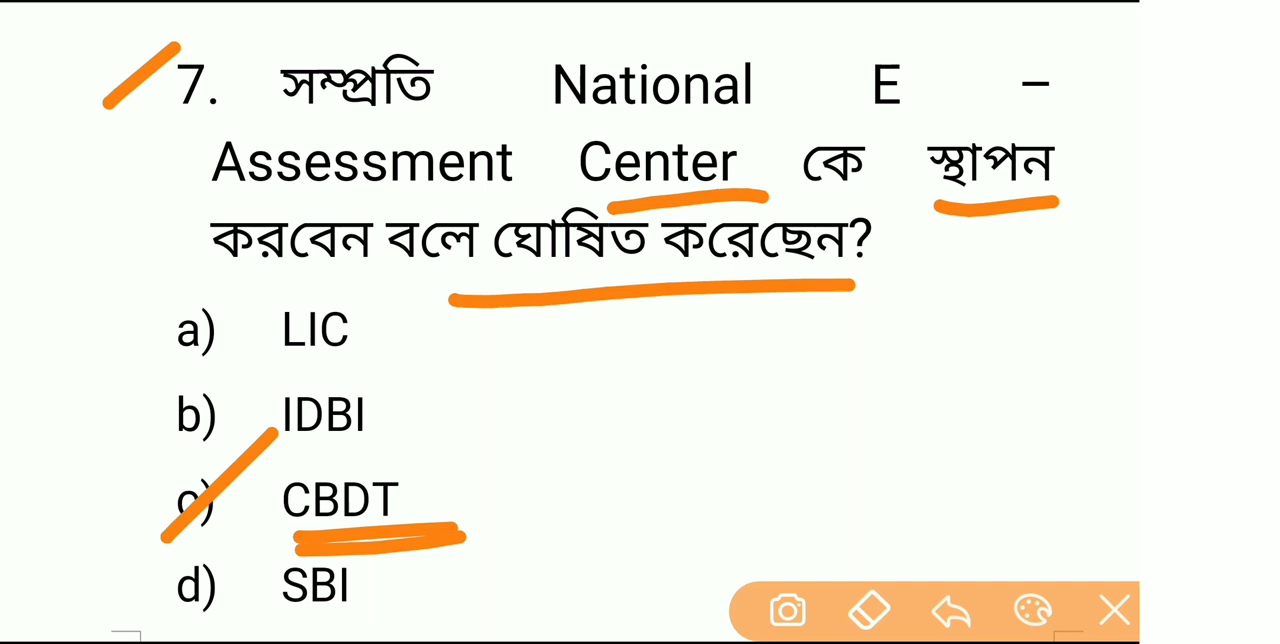 7. সম্প্রতি National E –
Assessment Center কে স্থাপন
করবেন বলে ঘোষিত করেছেন?
a) LIC
b) IDBI
c) CBDT
d) SBI